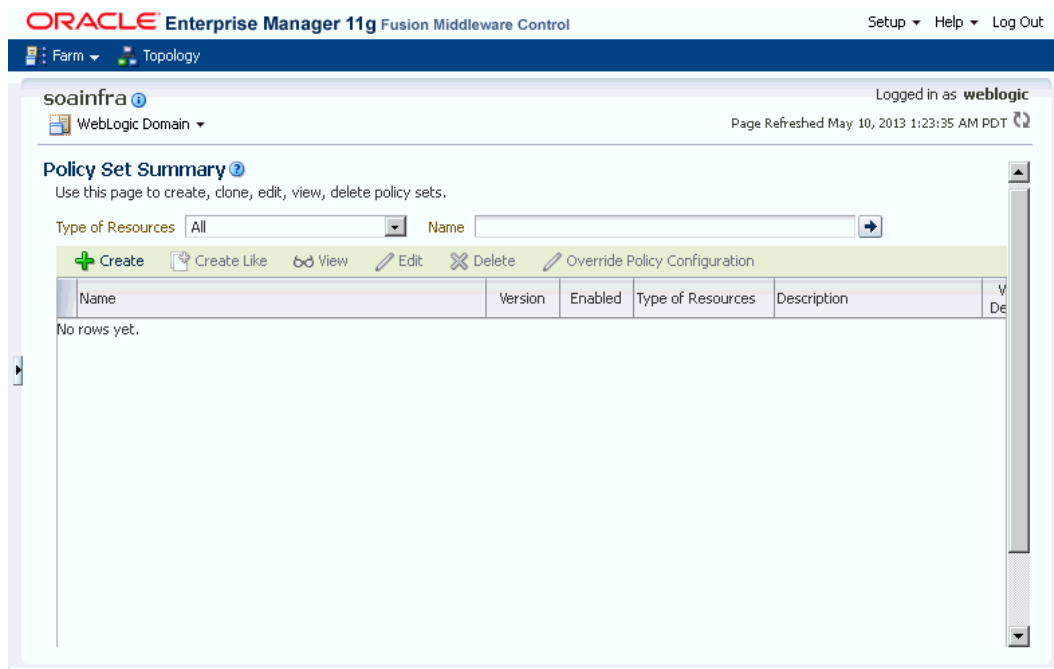 ORACLE Enterprise Manager 11g Fusion Middleware Control
Setup Help Log Out
Farm Topology
soainfra
Logged in as weblogic
WebLogic Domain
Page Refreshed May 10, 2013 1:23:35 AM PDT
Policy Set Summary
Use this page to create, clone, edit, view, delete policy sets.
Type of Resources All Name
Create Create Like View Edit Delete Override Policy Configuration
Name Version Enabled Type of Resources Description
No rows yet.